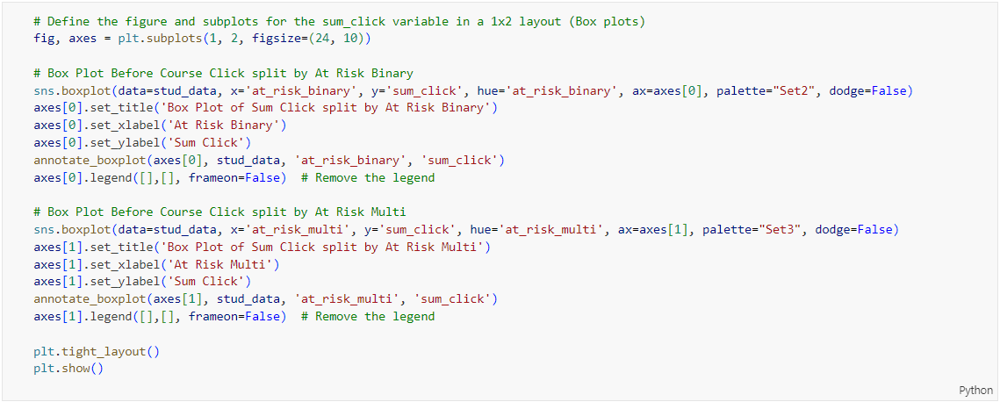 # Define the figure and subplots for the sum_click variable in a 1x2 layout (Box plots)
fig, axes = plt.subplots(1, 2, figsize=(24, 10))

# Box Plot Before Course Click split by At Risk Binary
sns.boxplot(data=stud_data, x='at_risk_binary', y='sum_click', hue='at_risk_binary', ax=axes[0], palette="Set2", dodge=False)
axes[0].set_title('Box Plot of Sum Click split by At Risk Binary')
axes[0].set_xlabel('At Risk Binary')
axes[0].set_ylabel('Sum Click')
annotate_boxplot(axes[0], stud_data, 'at_risk_binary', 'sum_click')
axes[0].legend([],[], frameon=False)  # Remove the legend

# Box Plot Before Course Click split by At Risk Multi
sns.boxplot(data=stud_data, x='at_risk_multi', y='sum_click', hue='at_risk_multi', ax=axes[1], palette="Set3", dodge=False)
axes[1].set_title('Box Plot of Sum Click split by At Risk Multi')
axes[1].set_xlabel('At Risk Multi')
axes[1].set_ylabel('Sum Click')
annotate_boxplot(axes[1], stud_data, 'at_risk_multi', 'sum_click')
axes[1].legend([],[], frameon=False)  # Remove the legend

plt.tight_layout()
plt.show()
Python